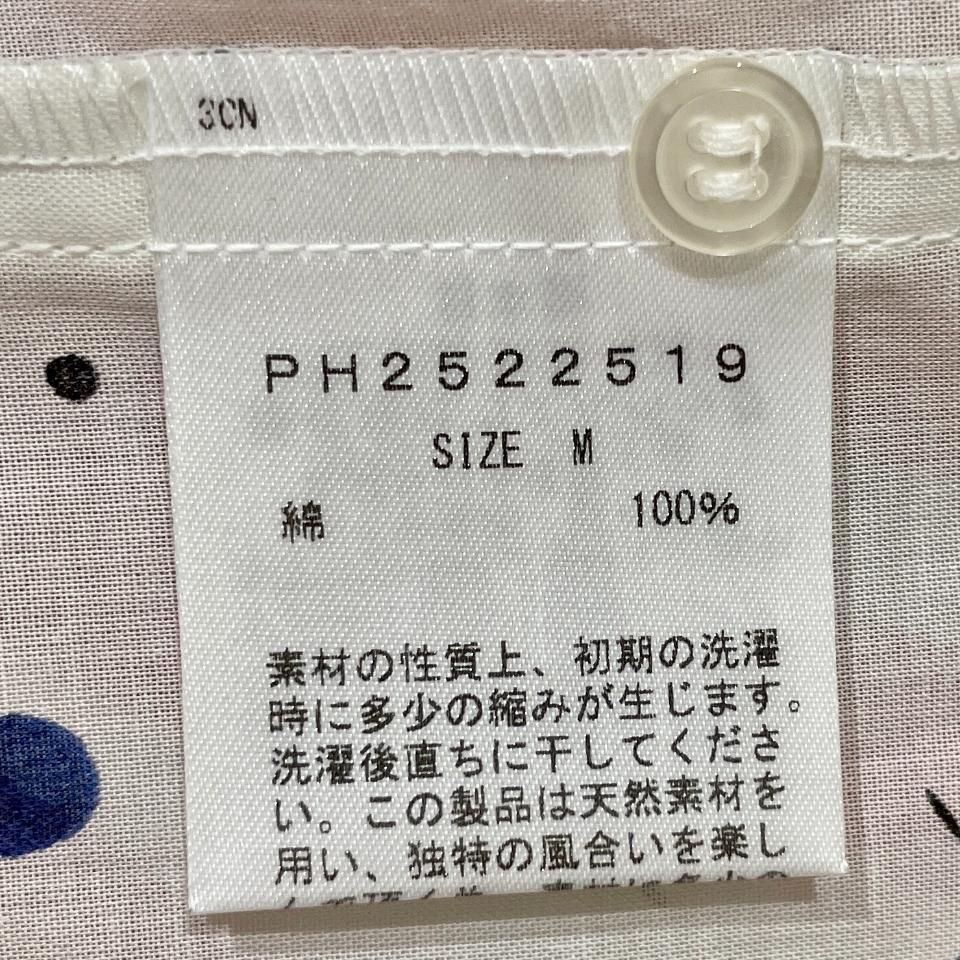 3CN
PH2522519
SIZE M
綿 100%
素材の性質上、初期の洗濯
時に多少の縮みが生じます。
洗濯後直ちに干してくださ
い。この製品は天然素材を
用い、独特の風合いを楽し